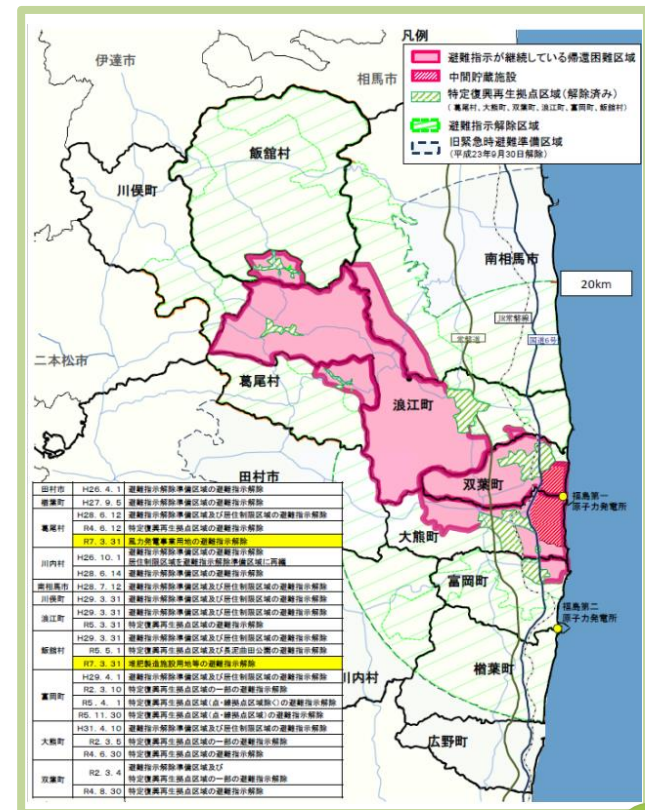 凡例
避難指示が継続している帰還困難区域
中間貯蔵施設
特定復興再生拠点区域(解除済み)
(葛尾村、大熊町、双葉町、浪江町、富岡町、飯舘村)
避難指示解除区域
旧緊急時避難準備区域
(平成23年9月30日解除)
伊達市
相馬市
飯舘村
川俣町
南相馬市
20km
JR常磐線
常磐道
国道6号
二本松市
葛尾村
浪江町
田村市
双葉町
福島第一
原子力発電所
大熊町
富岡町
福島第二
原子力発電所
川内村
楢葉町
広野町
田村市 H26. 4. 1 避難指示解除準備区域の避難指示解除
楢葉町 H27. 9. 5 避難指示解除準備区域の避難指示解除
葛尾村 H28. 6. 12 避難指示解除準備区域及び居住制限区域の避難指示解除
R4. 6. 12 特定復興再生拠点区域の避難指示解除
R7. 3. 31 風力発電事業用地の避難指示解除
川内村 H26. 10. 1 避難指示解除準備区域の避難指示解除
居住制限区域を避難指示解除準備区域に再編
H28. 6. 14 避難指示解除準備区域の避難指示解除
南相馬市 H28. 7. 12 避難指示解除準備区域及び居住制限区域の避難指示解除
川俣町 H29. 3. 31 避難指示解除準備区域及び居住制限区域の避難指示解除
浪江町 H29. 3. 31 避難指示解除準備区域及び居住制限区域の避難指示解除
R5. 3. 31 特定復興再生拠点区域の避難指示解除
飯舘村 H29. 3. 31 避難指示解除準備区域及び居住制限区域の避難指示解除
R5. 5. 1 特定復興再生拠点区域及び長泥曲田公園の避難指示解除
R7. 3. 31 堆肥製造施設用地等の避難指示解除
富岡町 H29. 4. 1 避難指示解除準備区域及び居住制限区域の避難指示解除
R2. 3. 10 特定復興再生拠点区域の一部の避難指示解除
R5. 4. 1 特定復興再生拠点区域(点・線拠点区域除く)の避難指示解除
R5. 11. 30 特定復興再生拠点区域(点・線拠点区域)の避難指示解除
大熊町 H31. 4. 10 避難指示解除準備区域及び居住制限区域の避難指示解除
R2. 3. 5 特定復興再生拠点区域の一部の避難指示解除
R4. 6. 30 特定復興再生拠点区域の避難指示解除
双葉町 R2. 3. 4 避難指示解除準備区域及び
特定復興再生拠点区域の一部の避難指示解除
R4. 8. 30 特定復興再生拠点区域の避難指示解除